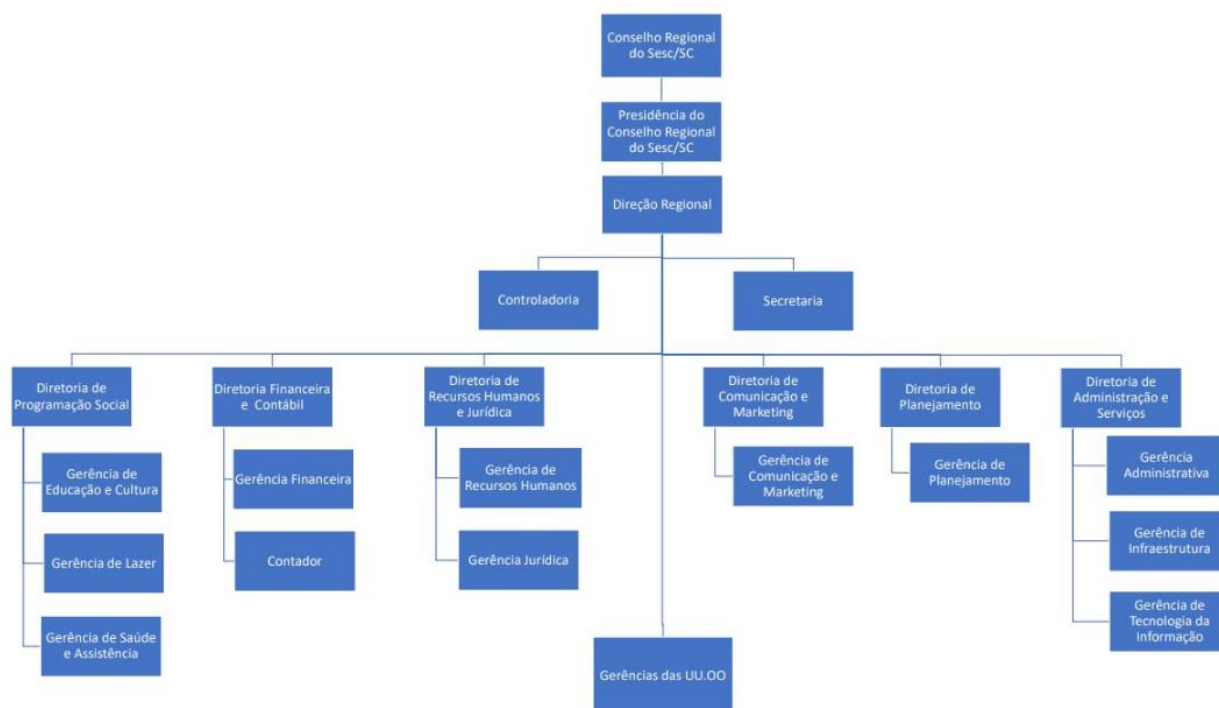 Conselho Regional
do Sesc/SC
Presidência do
Conselho Regional
do Sesc/SC
Direção Regional
Controladoria
Secretaria
Diretoria de
Programação Social
Diretoria Financeira
e Contábil
Diretoria de
Recursos Humanos
e Jurídica
Diretoria de
Comunicação e
Marketing
Diretoria de
Planejamento
Diretoria de
Administração e
Serviços
Gerência de
Educação e Cultura
Gerência Financeira
Gerência de
Recursos Humanos
Gerência de
Comunicação e
Marketing
Gerência de
Planejamento
Gerência
Administrativa
Gerência de Lazer
Contador
Gerência Jurídica
Gerência de
Infraestrutura
Gerência de Saúde
e Assistência
Gerência de
Tecnologia da
Informação
Gerências das UU.OO